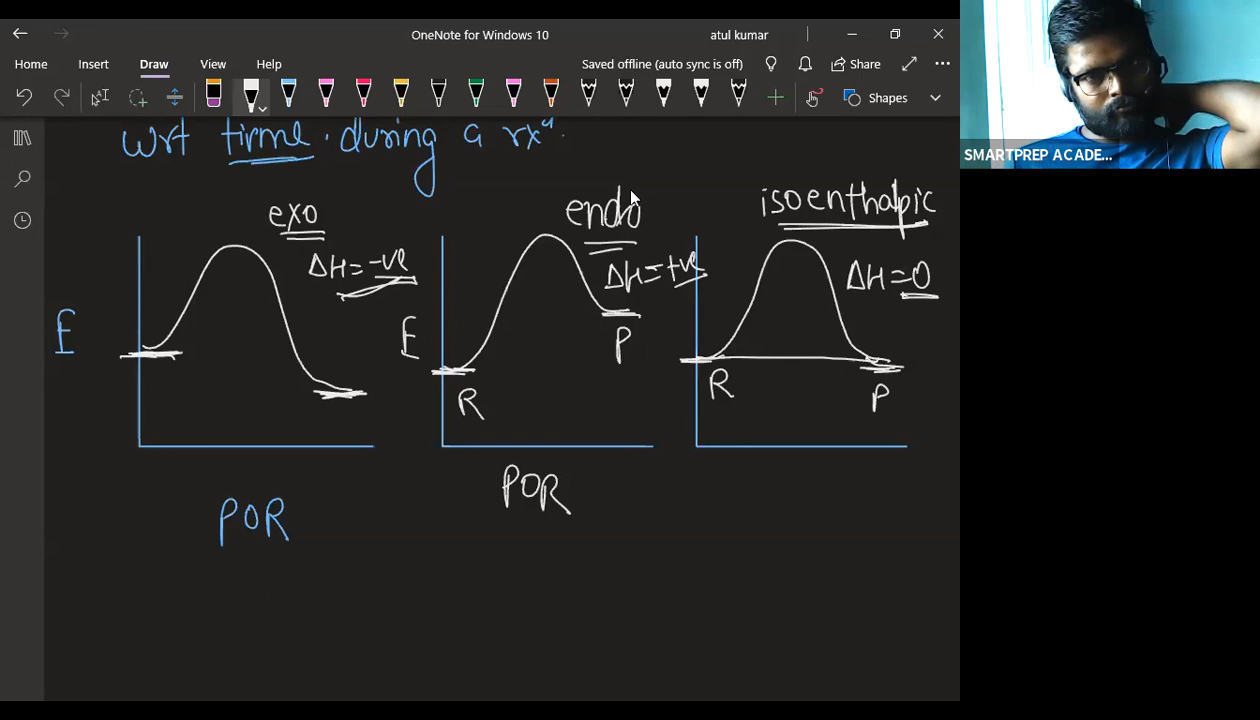 OneNote for Windows 10
atul kumar
Home Insert Draw View Help
Saved offline (auto sync is off)
Share
Shapes
SMARTPREP ACADE...
wrt tirme. during a rxn.
exo
endo
isoenthalpic
ΔH = -ve
ΔH = +ve
ΔH = 0
E
E
P
R
R
P
POR
POR